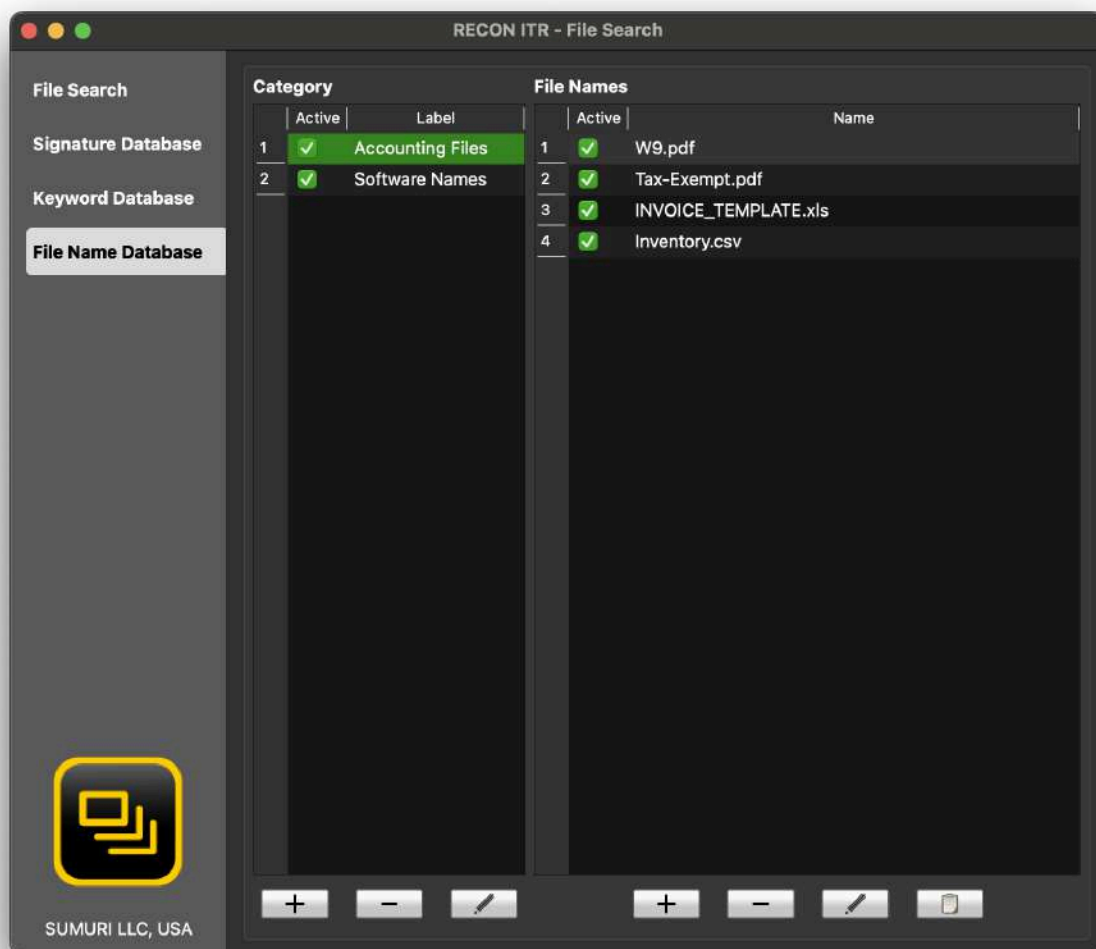 RECON ITR - File Search
File Search
Signature Database
Keyword Database
File Name Database
SUMURI LLC, USA
Category
Active Label
1 Accounting Files
2 Software Names
File Names
Active Name
1 W9.pdf
2 Tax-Exempt.pdf
3 INVOICE_TEMPLATE.xls
4 Inventory.csv